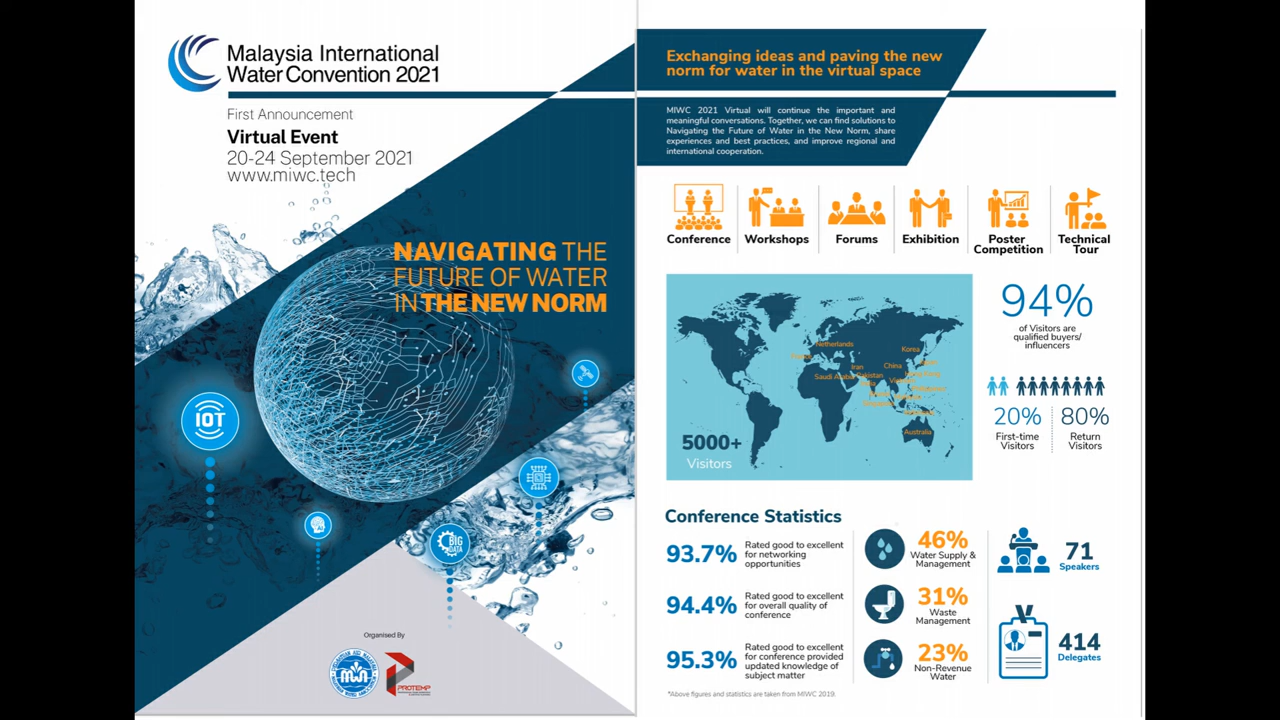 Malaysia International
Water Convention 2021
First Announcement
Virtual Event
20-24 September 2021
www.miwc.tech
NAVIGATING THE
FUTURE OF WATER
IN THE NEW NORM
IOT
BIG
DATA
Organised By
PROTEMP
Exchanging ideas and paving the new
norm for water in the virtual space
MIWC 2021 Virtual will continue the important and
meaningful conversations. Together, we can find solutions to
Navigating the Future of Water in the New Norm, share
experiences and best practices, and improve regional and
international cooperation.
Conference
Workshops
Forums
Exhibition
Poster
Competition
Technical
Tour
Netherlands
Korea
Iran
China
Saudi Arabia
Pakistan
Australia
5000+
Visitors
94%
of Visitors are
qualified buyers/
influencers
20%
First-time
Visitors
80%
Return
Visitors
Conference Statistics
93.7%
Rated good to excellent
for networking
opportunities
94.4%
Rated good to excellent
for overall quality of
conference
95.3%
Rated good to excellent
for conference provided
updated knowledge of
subject matter
46%
Water Supply &
Management
31%
Waste
Management
23%
Non-Revenue
Water
71
Speakers
414
Delegates
*Above figures and statistics are taken from MIWC 2019.